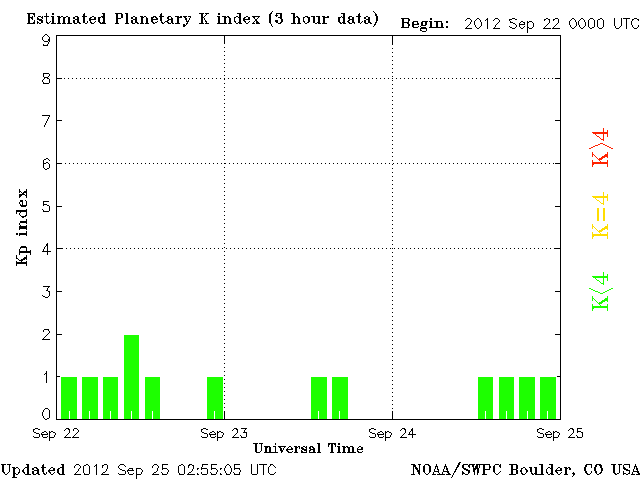 Estimated Planetary K index (3 hour data) Begin: 2012 Sep 22 0000 UTC
9
8
7
6
5
4
3
2
1
0
Kp index
K>4
K=4
K<4
Sep 22 Sep 23 Sep 24 Sep 25
Universal Time
Updated 2012 Sep 25 02:55:05 UTC NOAA/SWPC Boulder, CO USA